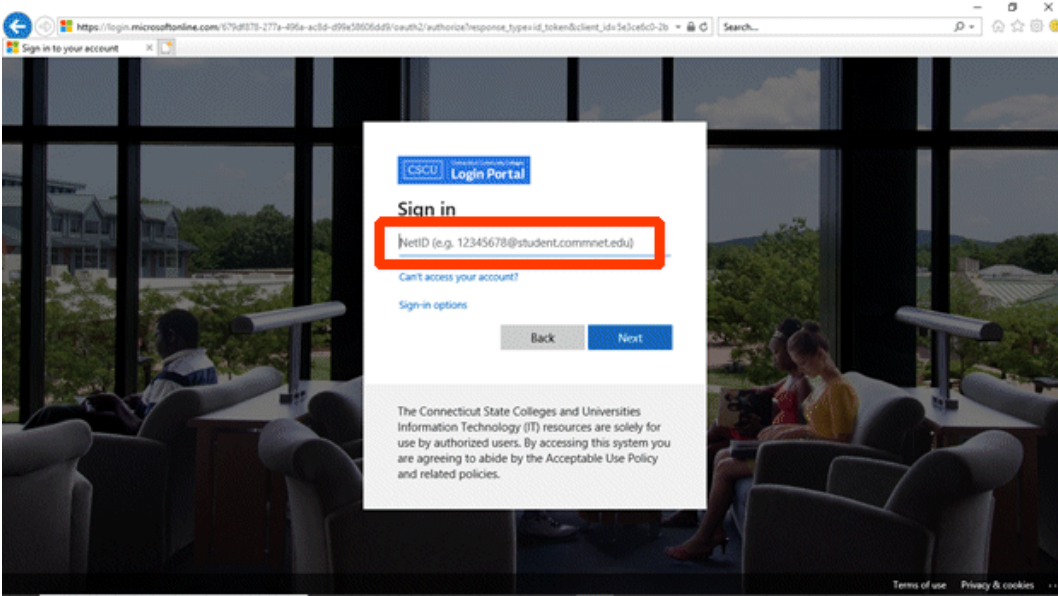 https://login.microsoftonline.com/679df878-277a-496a-ac8d-d99e58606dd9/oauth2/authorize?response_type=id_token&client_id=5e3ce6c0-2b
Search...
Sign in to your account
CSCU
Connecticut Community Colleges
Login Portal
Sign in
NetID (e.g. 12345678@student.commnet.edu)
Can't access your account?
Sign-in options
Back
Next
The Connecticut State Colleges and Universities
Information Technology (IT) resources are solely for
use by authorized users. By accessing this system you
are agreeing to abide by the Acceptable Use Policy
and related policies.
Terms of use
Privacy & cookies